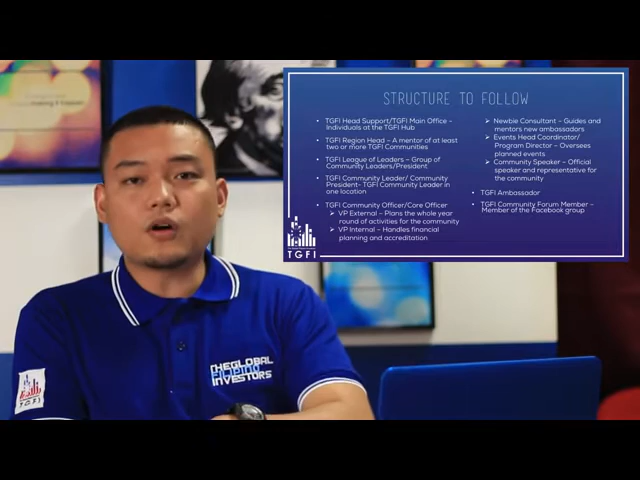 STRUCTURE TO FOLLOW
• TGFI Head Support/TGFI Main Office -
Individuals at the TGFI Hub
• TGFI Region Head – A mentor of at least
two or more TGFI Communities
• TGFI League of Leaders – Group of
Community Leaders/President
• TGFI Community Leader/ Community
President- TGFI Community Leader in
one location
• TGFI Community Officer/Core Officer
➢ VP External – Plans the whole year
round of activities for the community
➢ VP Internal – Handles financial
planning and accreditation
➢ Newbie Consultant – Guides and
mentors new ambassadors
➢ Events Head Coordinator/
Program Director – Oversees
planned events
➢ Community Speaker – Official
speaker and representative for
the community
• TGFI Ambassador
• TGFI Community Forum Member –
Member of the Facebook group
TGFI
THEGLOBAL
FILIPINO
INVESTORS
TGFI